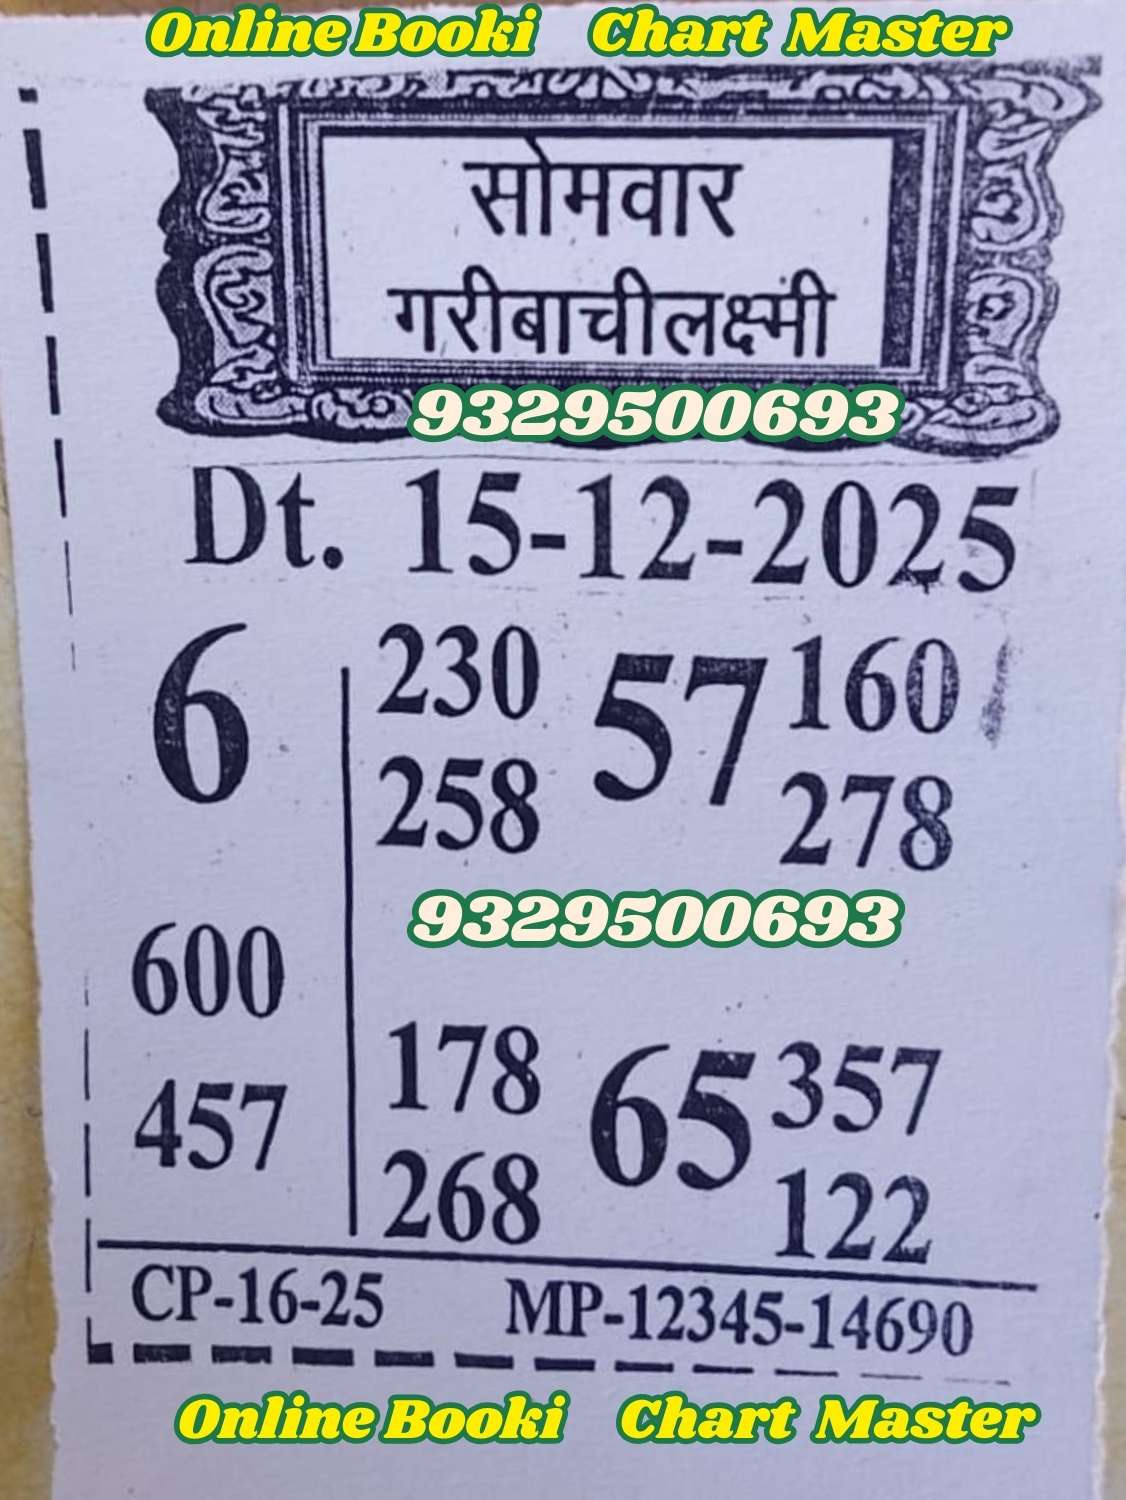 Online Booki Chart Master
सोमवार
गरीबाचीलक्ष्मी
9329500693
Dt. 15-12-2025
6 230 57 160
258 278
9329500693
600
178 65 357
457
268 122
CP-16-25 MP-12345-14690
Online Booki Chart Master